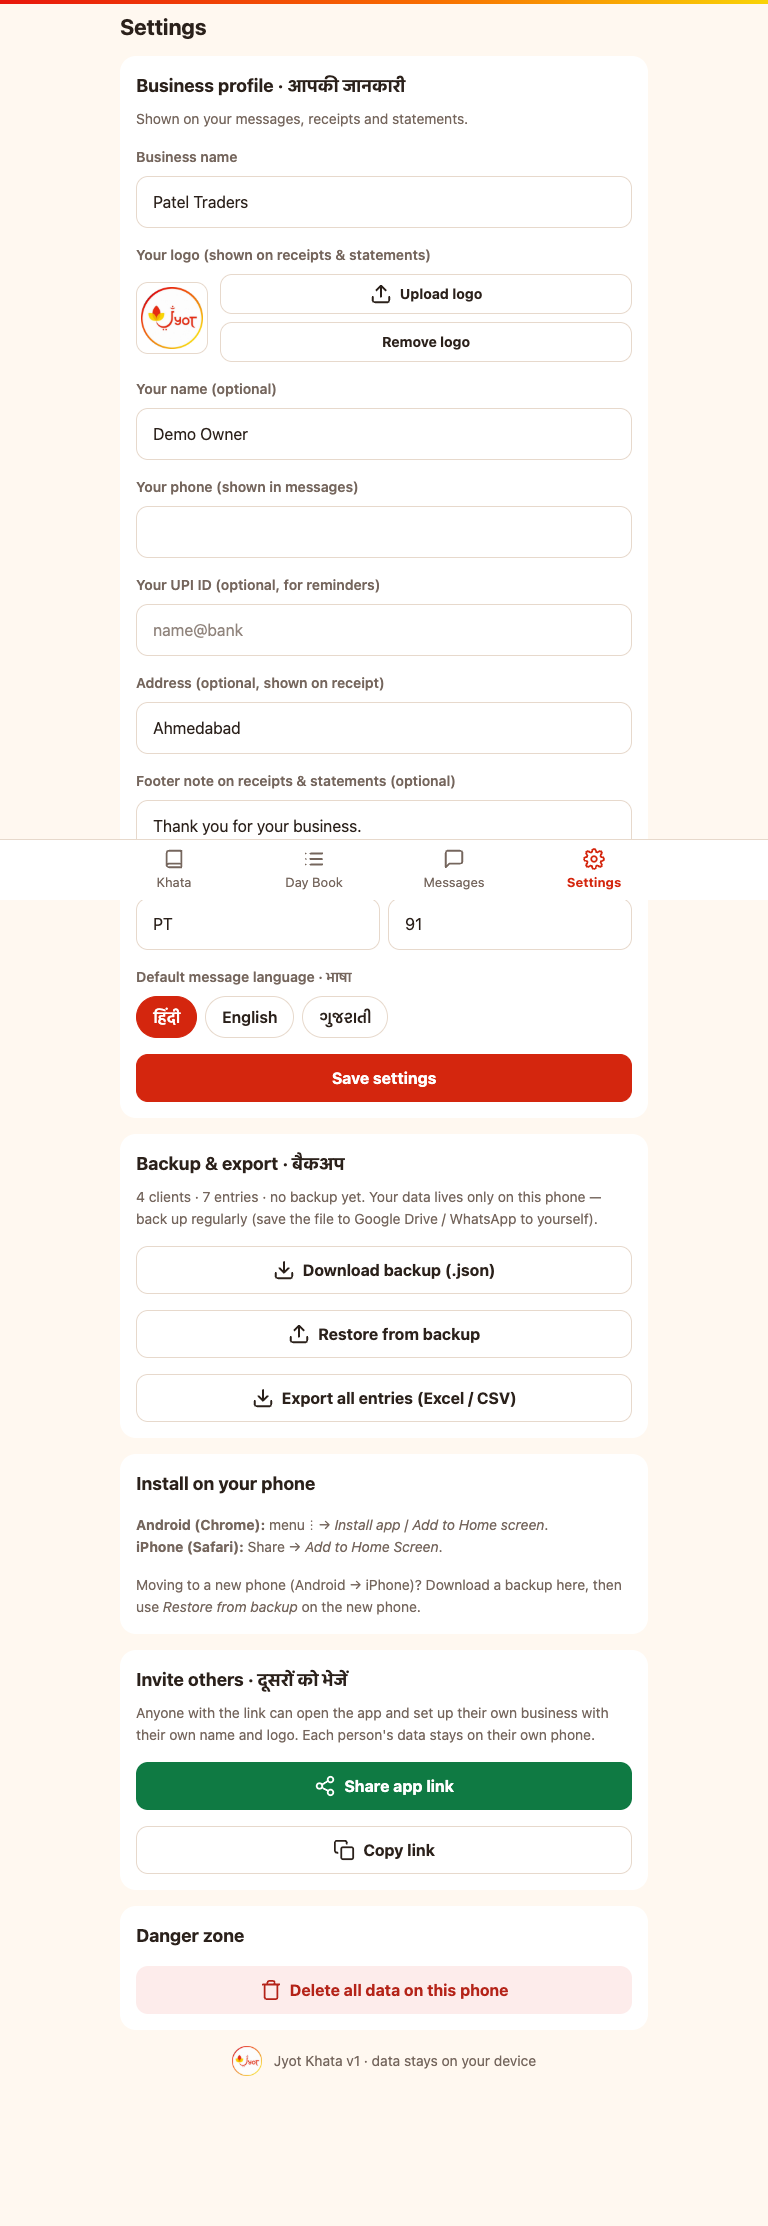 Settings
Business profile · आपकी जानकारी
Shown on your messages, receipts and statements.
Business name
Patel Traders
Your logo (shown on receipts & statements)
Jyot
Upload logo
Remove logo
Your name (optional)
Demo Owner
Your phone (shown in messages)
Your UPI ID (optional, for reminders)
name@bank
Address (optional, shown on receipt)
Ahmedabad
Footer note on receipts & statements (optional)
Thank you for your business.
Khata Day Book Messages Settings
PT 91
Default message language · भाषा
हिंदी English ગુજરાતી
Save settings
Backup & export · बैकअप
4 clients · 7 entries · no backup yet. Your data lives only on this phone —
back up regularly (save the file to Google Drive / WhatsApp to yourself).
Download backup (.json)
Restore from backup
Export all entries (Excel / CSV)
Install on your phone
Android (Chrome): menu ⋮ → Install app / Add to Home screen.
iPhone (Safari): Share → Add to Home Screen.
Moving to a new phone (Android → iPhone)? Download a backup here, then
use Restore from backup on the new phone.
Invite others · दूसरों को भेजें
Anyone with the link can open the app and set up their own business with
their own name and logo. Each person's data stays on their own phone.
Share app link
Copy link
Danger zone
Delete all data on this phone
Jyot Jyot Khata v1 · data stays on your device